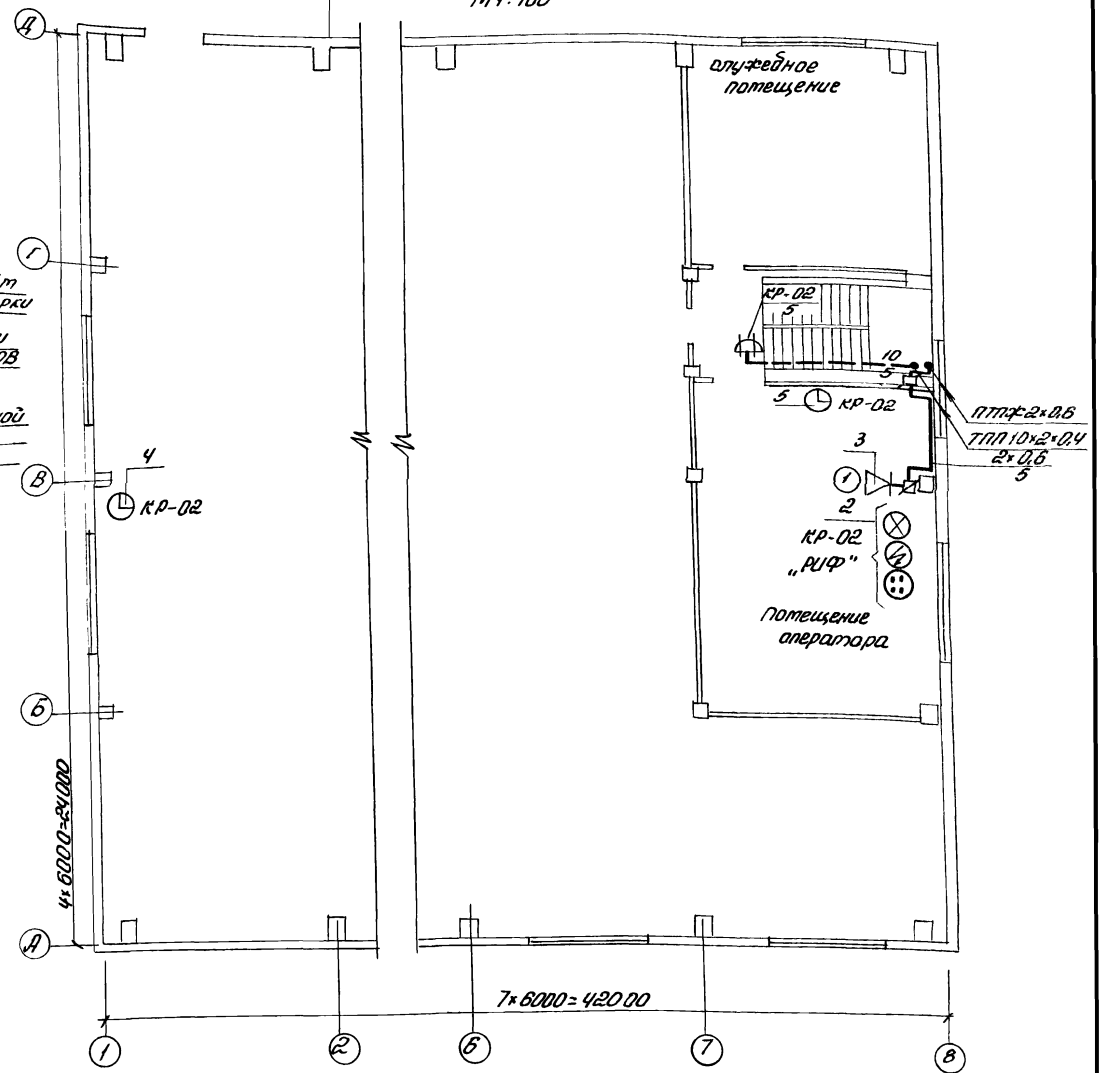 М1:100
Д
служебное
помещение
Г
КР-02
5
10
5
5
КР-02
ПТПЖ 2×0,6
ТПП 10×2×0,4
2×0,6
5
4
В
КР-02
3
1
2
КР-02
„РИФ"
Помещение
оператора
Б
4×6000=24000
А
7×6000=42000
1
2
6
7
8